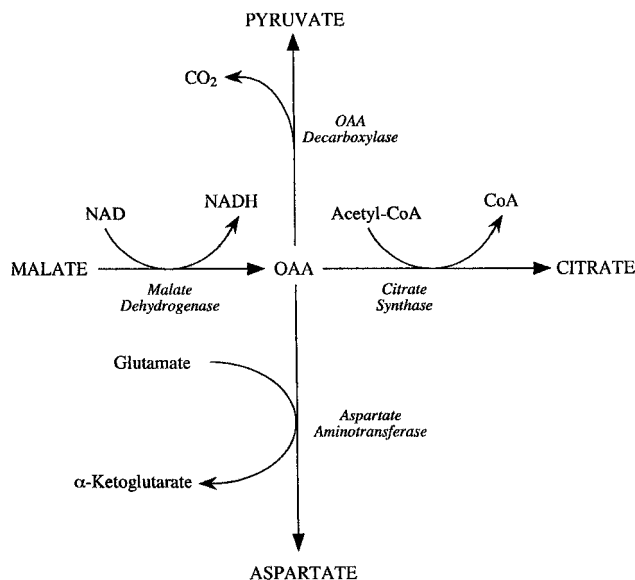 PYRUVATE
CO2
OAA
Decarboxylase
NAD
NADH
Acetyl-CoA
CoA
MALATE
OAA
CITRATE
Malate
Dehydrogenase
Citrate
Synthase
Glutamate
Aspartate
Aminotransferase
α-Ketoglutarate
ASPARTATE